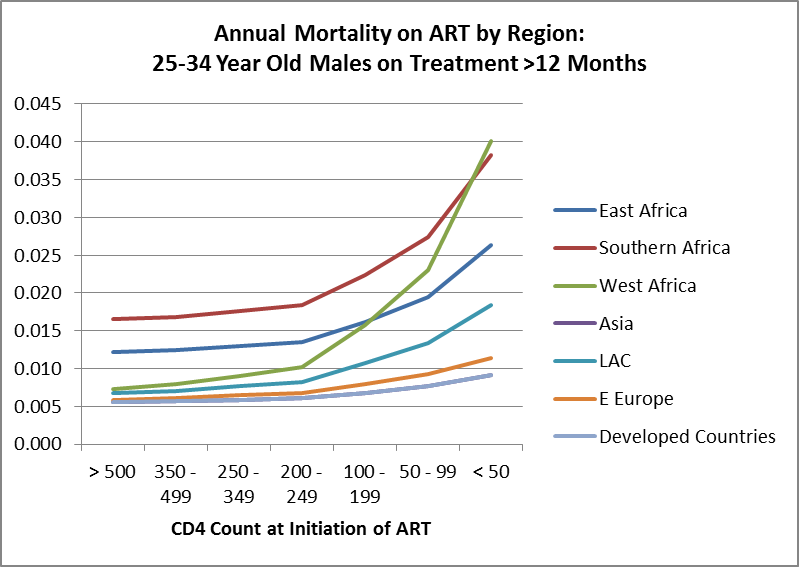 Annual Mortality on ART by Region:
25-34 Year Old Males on Treatment >12 Months
0.045
0.040
0.035
0.030
0.025
0.020
0.015
0.010
0.005
0.000
> 500
350 -
499
250 -
349
200 -
249
100 -
199
50 - 99
< 50
CD4 Count at Initiation of ART
East Africa
Southern Africa
West Africa
Asia
LAC
E Europe
Developed Countries